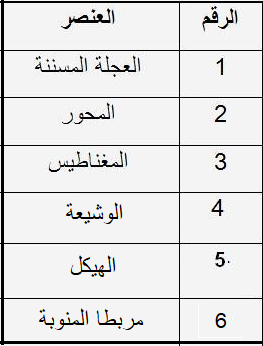 الرقم العنصر
1 العجلة المسننة
2 المحور
3 المغناطيس
4 الوشيعة
5. الهيكل
6 مربطا المنوبة